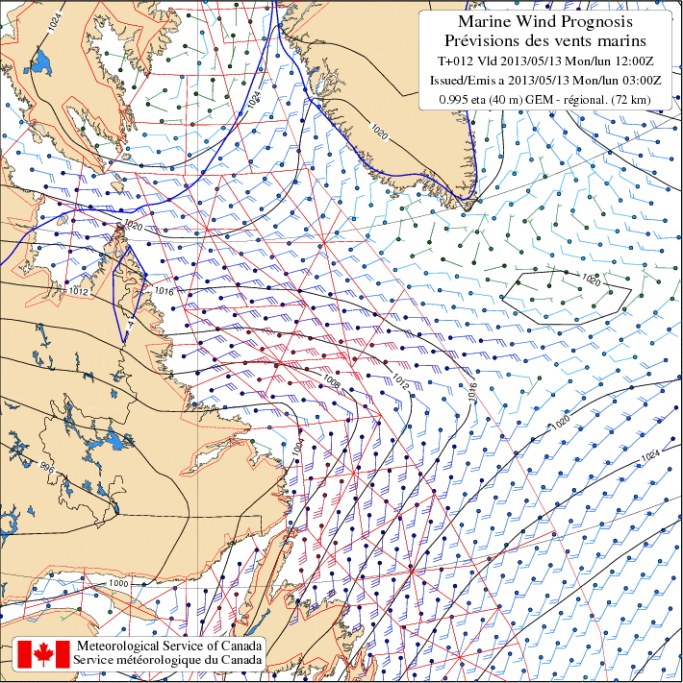 Marine Wind Prognosis
Prévisions des vents marins
T+012 Vld 2013/05/13 Mon/lun 12:00Z
Issued/Emis a 2013/05/13 Mon/lun 03:00Z
0.995 eta (40 m) GEM - régional. (72 km)
1024
1024
1020
1020
1020
1012
1016
1008
1012
1016
1020
1024
1004
996
1000
Meteorological Service of Canada
Service météorologique du Canada